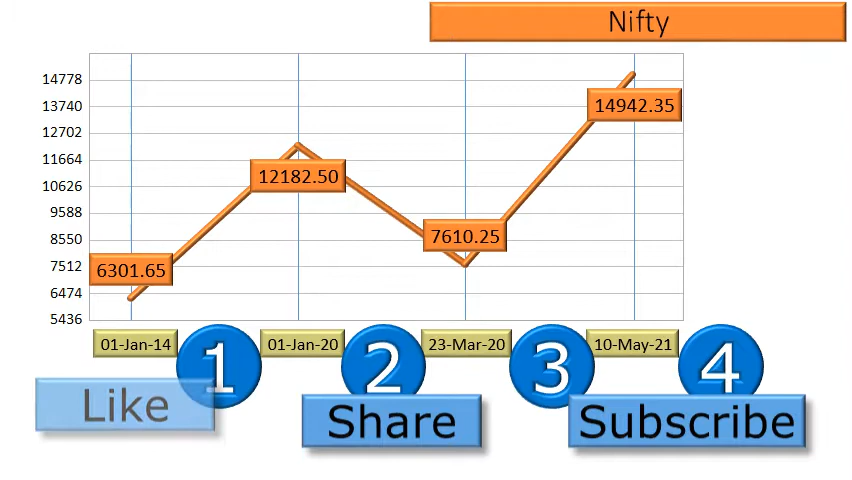 Nifty
14778
13740
12702
11664
10626
9588
8550
7512
6474
5436
14942.35
12182.50
7610.25
6301.65
01-Jan-14
01-Jan-20
23-Mar-20
10-May-21
1
2
3
4
Like
Share
Subscribe